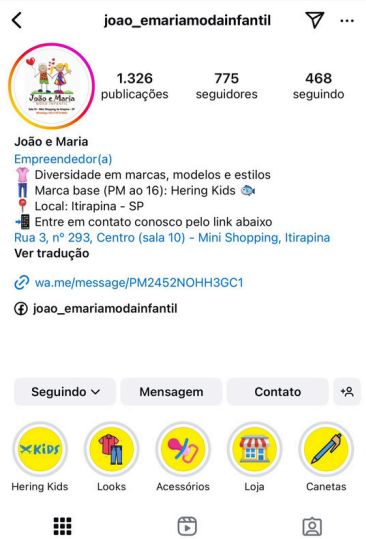 joao_emariamodainfantil
João e Maria
MODA INFANTIL
1.326
publicações
775
seguidores
468
seguindo
João e Maria
Empreendedor(a)
Diversidade em marcas, modelos e estilos
Marca base (PM ao 16): Hering Kids
Local: Itirapina - SP
Entre em contato conosco pelo link abaixo
Rua 3, n° 293, Centro (sala 10) - Mini Shopping, Itirapina
Ver tradução
wa.me/message/PM2452NOHH3GC1
joao_emariamodainfantil
Seguindo
Mensagem
Contato
KIDS
Hering Kids
Looks
Acessórios
Loja
Canetas